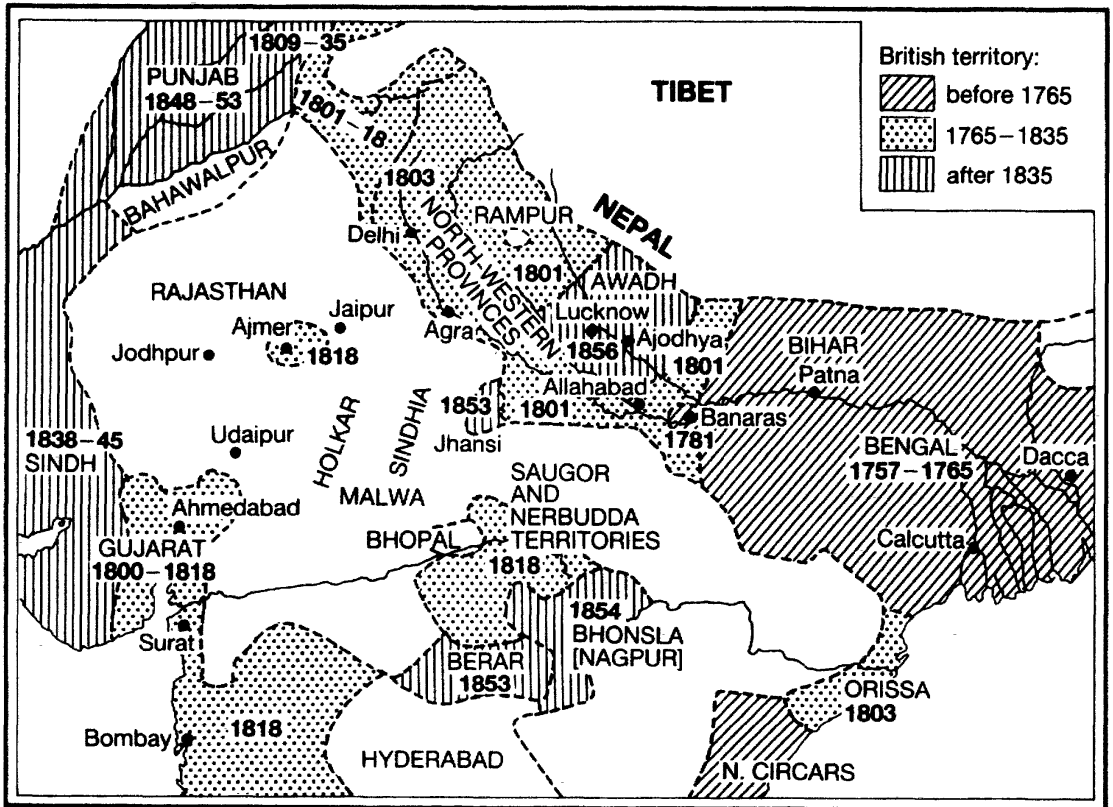 1809–35
PUNJAB
1848–53
1801–18
BAHAWALPUR
TIBET
British territory:
before 1765
1765–1835
after 1835
1803
NORTH-WESTERN
PROVINCES
RAMPUR
NEPAL
Delhi
1801
AWADH
RAJASTHAN
Jaipur
Ajmer
1818
Jodhpur
Agra
Lucknow
1856
Ajodhya
1801
BIHAR
Patna
Allahabad
1801
Banaras
1781
1853
Jhansi
HOLKAR
SINDHIA
Udaipur
1838–45
SINDH
BENGAL
1757–1765
Dacca
MALWA
SAUGOR
AND
NERBUDDA
TERRITORIES
1818
Ahmedabad
BHOPAL
GUJARAT
1800–1818
Calcutta
1854
BHONSLA
[NAGPUR]
Surat
BERAR
1853
ORISSA
1803
1818
Bombay
HYDERABAD
N. CIRCARS